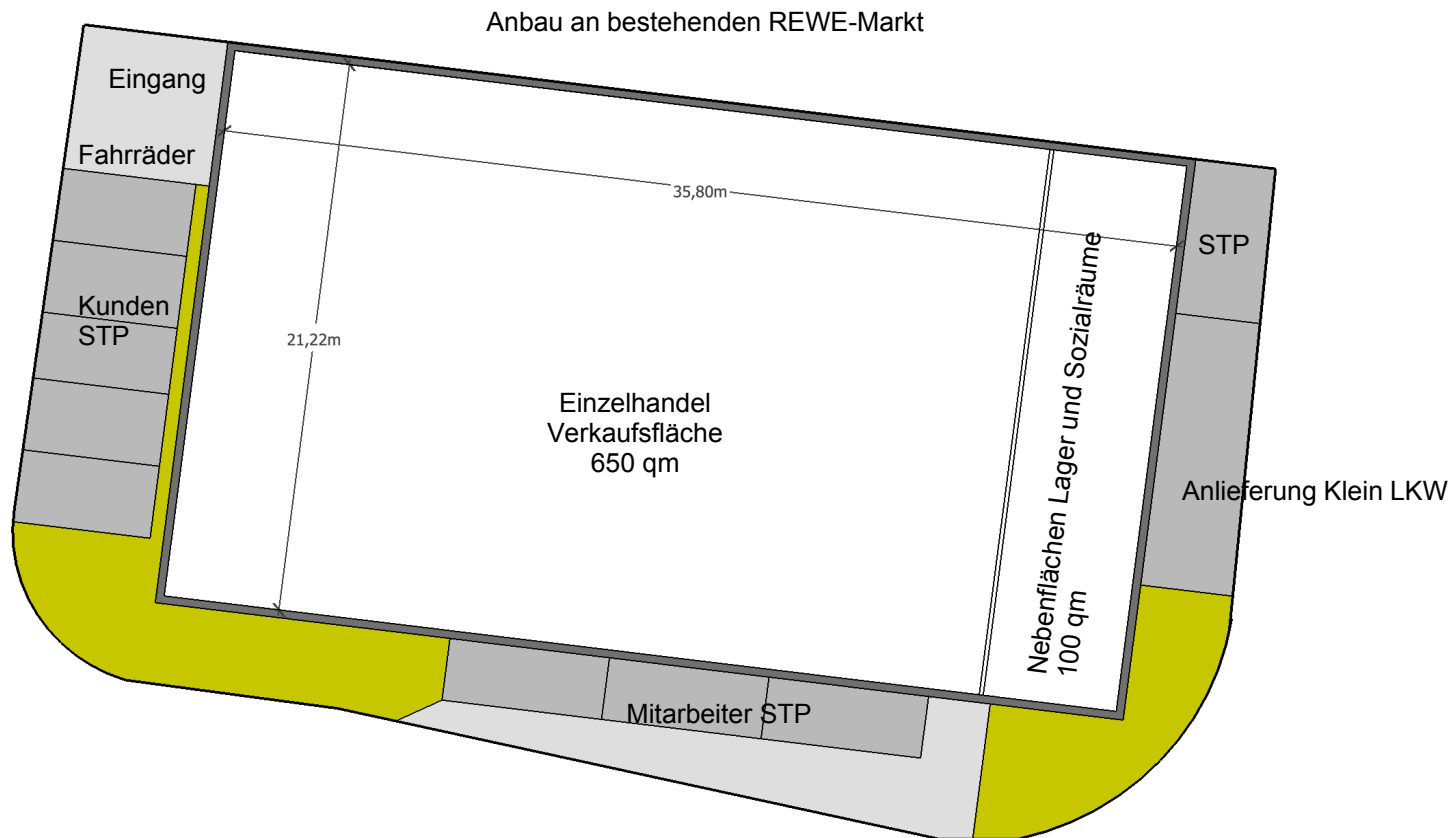 Anbau an bestehenden REWE-Markt
Eingang
Fahrräder
35,80m
STP
Kunden
STP
21,22m
Einzelhandel
Verkaufsfläche
650 qm
Nebenflächen Lager und Sozialräume
100 qm
Anlieferung Klein LKW
Mitarbeiter STP